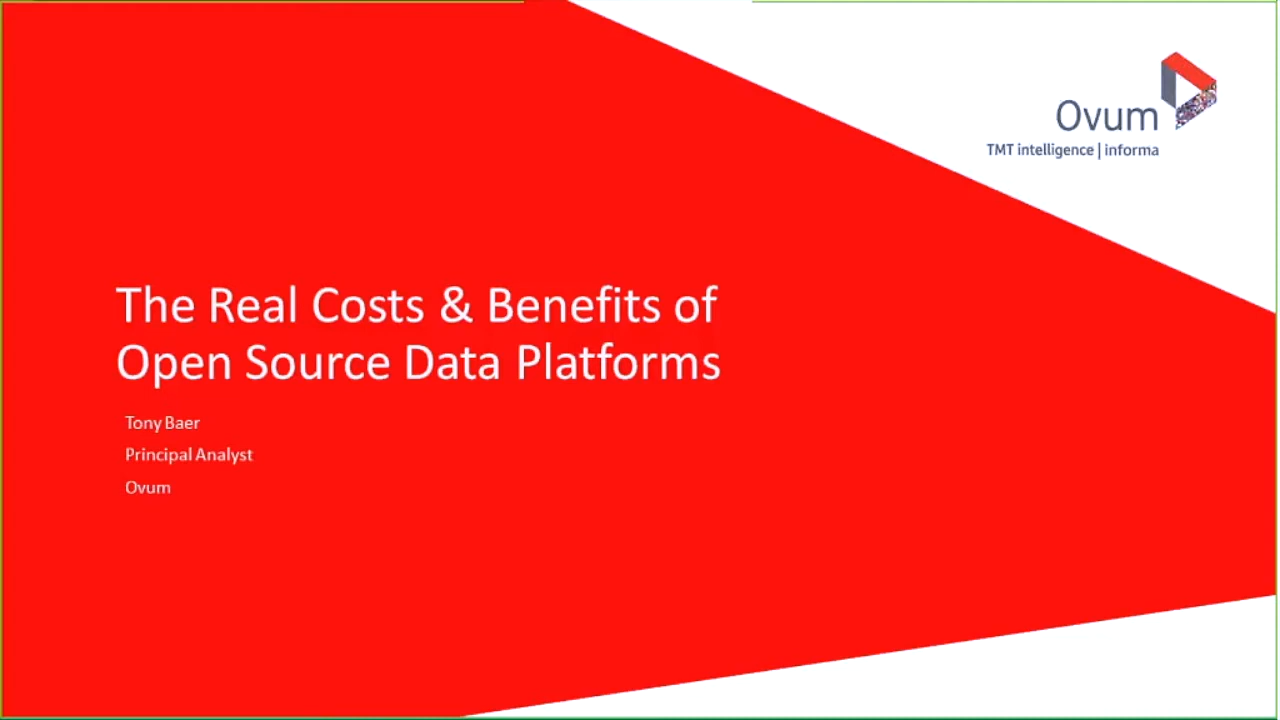 Ovum
TMT intelligence | informa
The Real Costs & Benefits of
Open Source Data Platforms
Tony Baer
Principal Analyst
Ovum